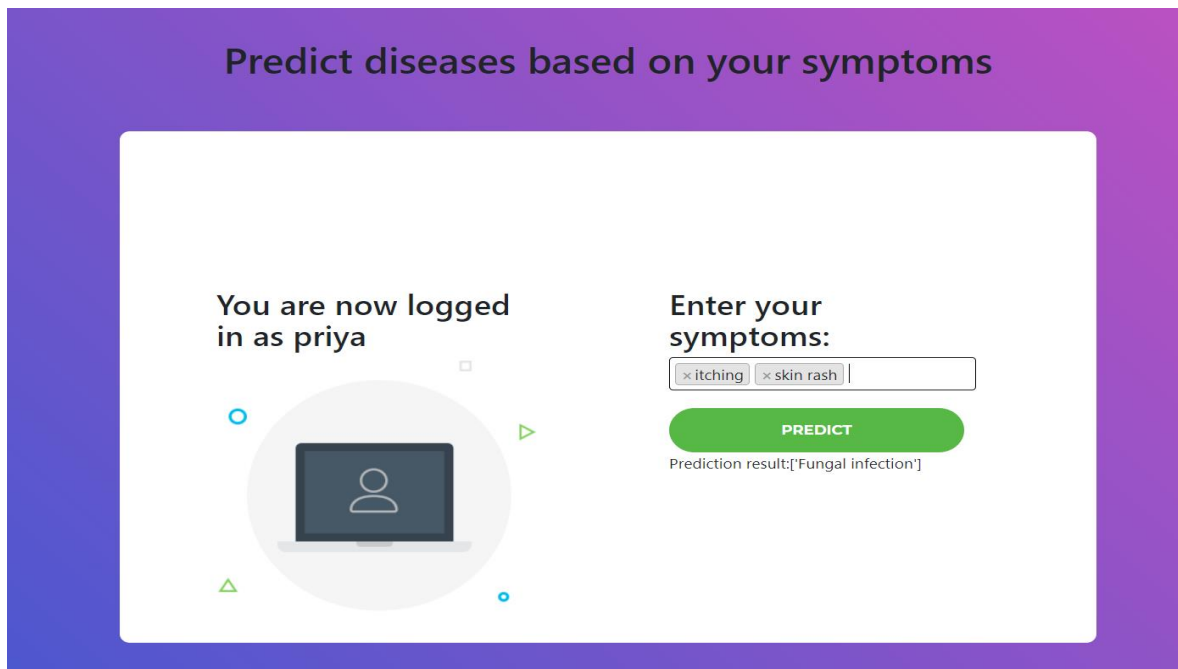 Predict diseases based on your symptoms
You are now logged
in as priya
Enter your
symptoms:
× itching × skin rash
PREDICT
Prediction result:['Fungal infection']